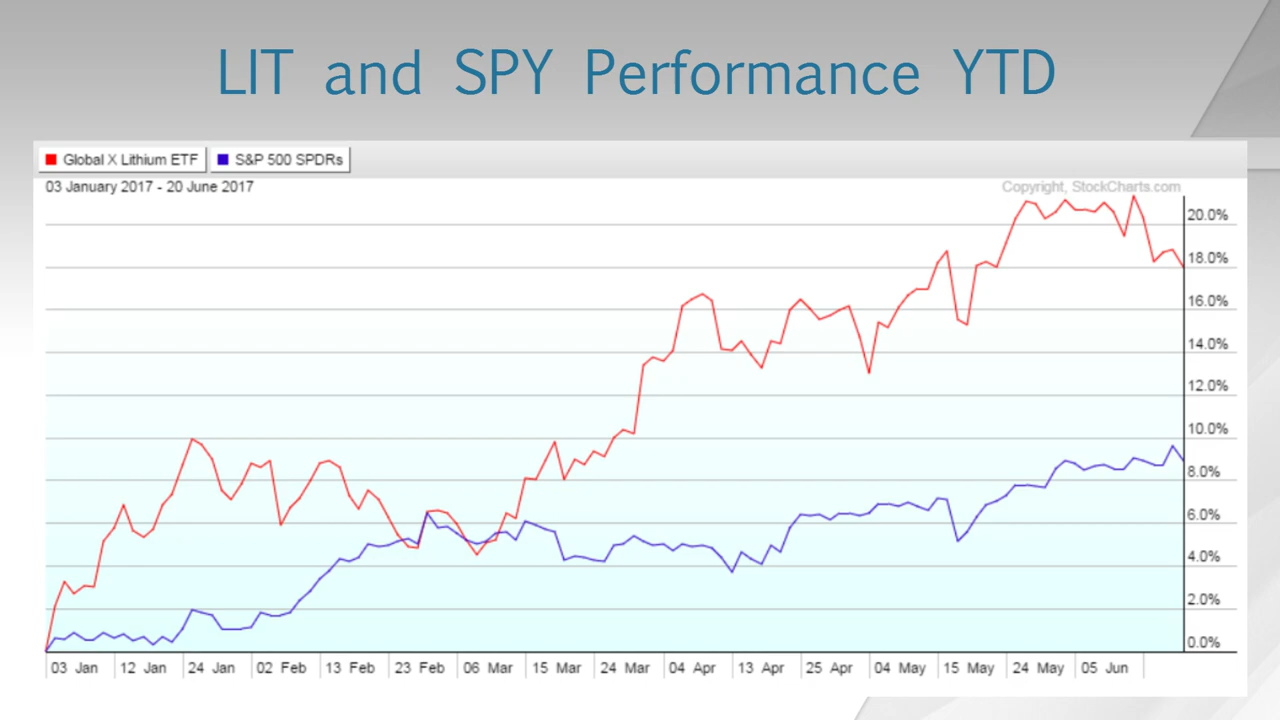 LIT and SPY Performance YTD
Global X Lithium ETF S&P 500 SPDRs
03 January 2017 - 20 June 2017
Copyright, StockCharts.com
20.0%
18.0%
16.0%
14.0%
12.0%
10.0%
8.0%
6.0%
4.0%
2.0%
0.0%
03 Jan 12 Jan 24 Jan 02 Feb 13 Feb 23 Feb 06 Mar 15 Mar 24 Mar 04 Apr 13 Apr 25 Apr 04 May 15 May 24 May 05 Jun